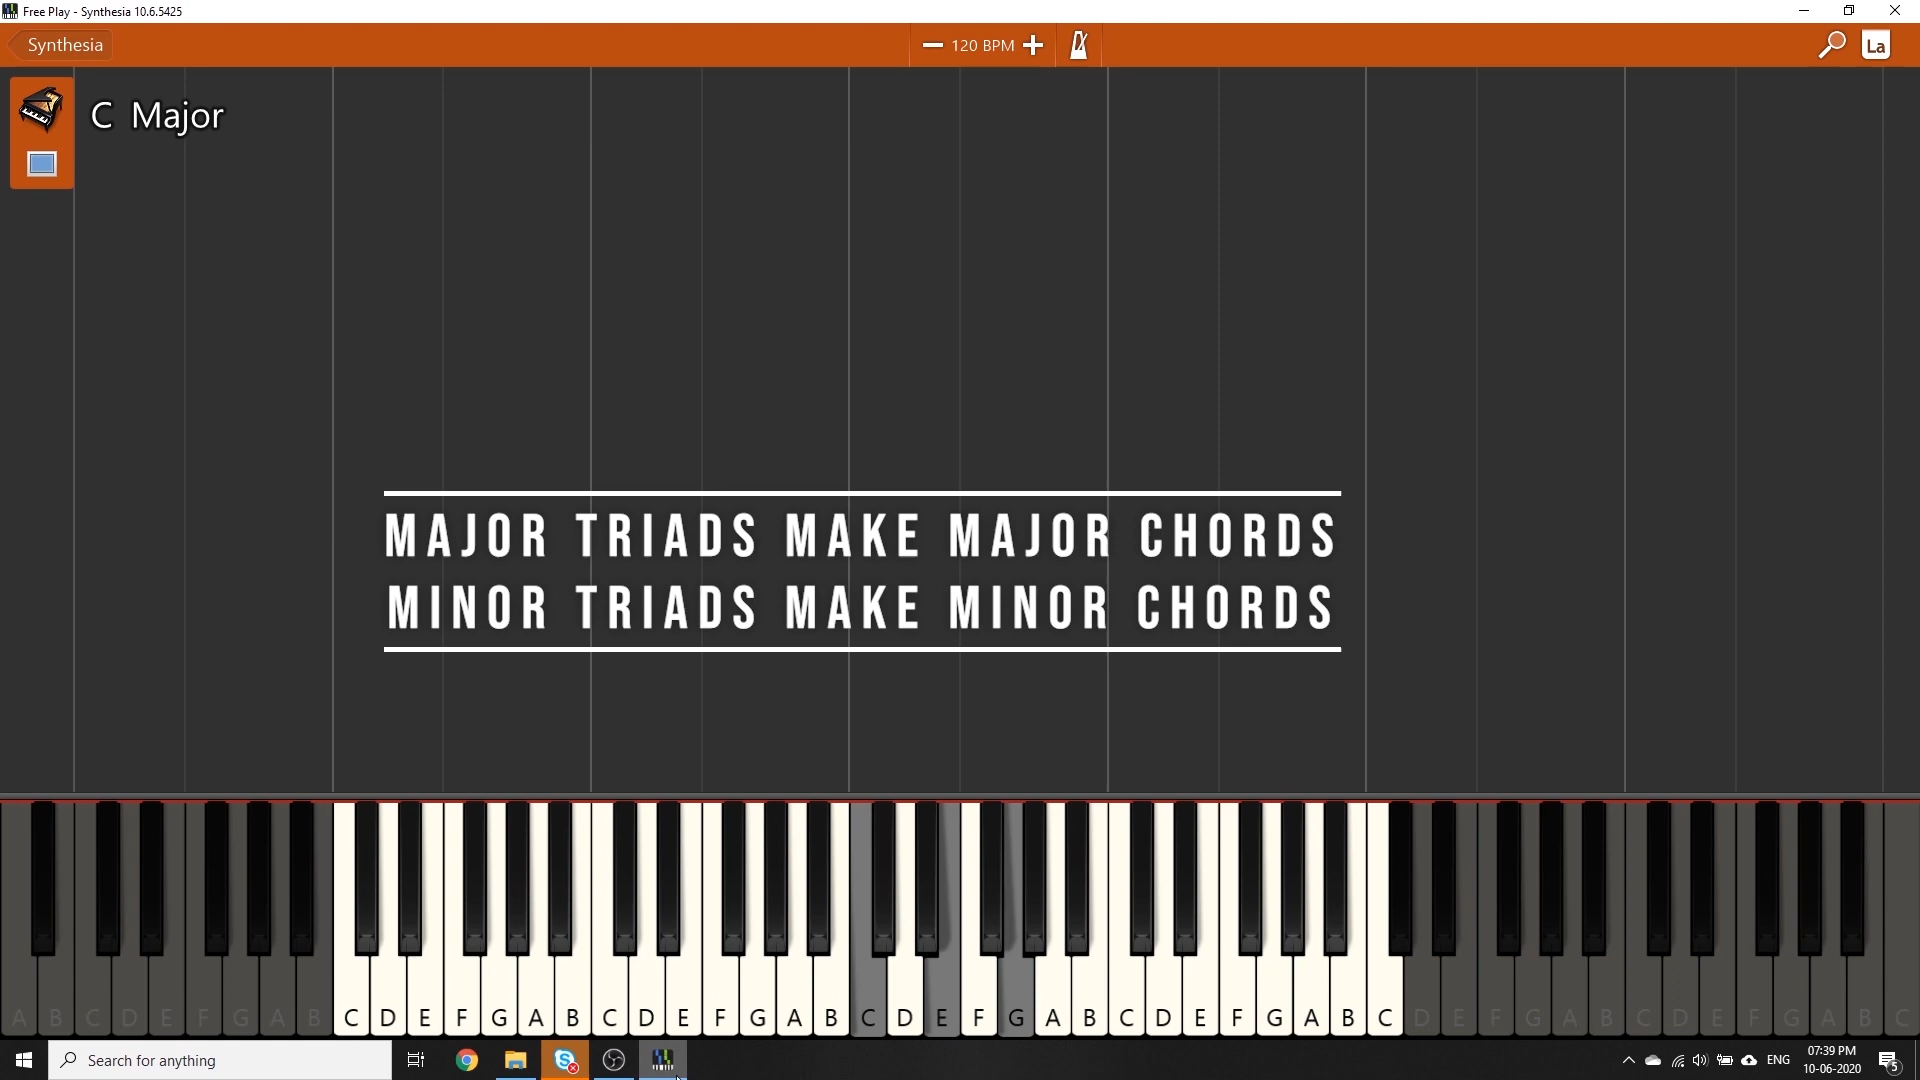 Free Play - Synthesia 10.6.5425
Synthesia
120 BPM
La
C Major
MAJOR TRIADS MAKE MAJOR CHORDS
MINOR TRIADS MAKE MINOR CHORDS
A B C D E F G A B C D E F G A B C D E F G A B C D E F G A B C D E F G A B C D E F G A B C D E F G A B C
Search for anything
ENG
07:39 PM
10-06-2020
5